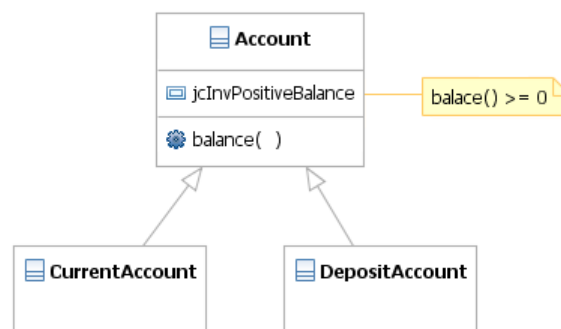 Account
jcInvPositiveBalance
balace() >= 0
balance( )
CurrentAccount
DepositAccount